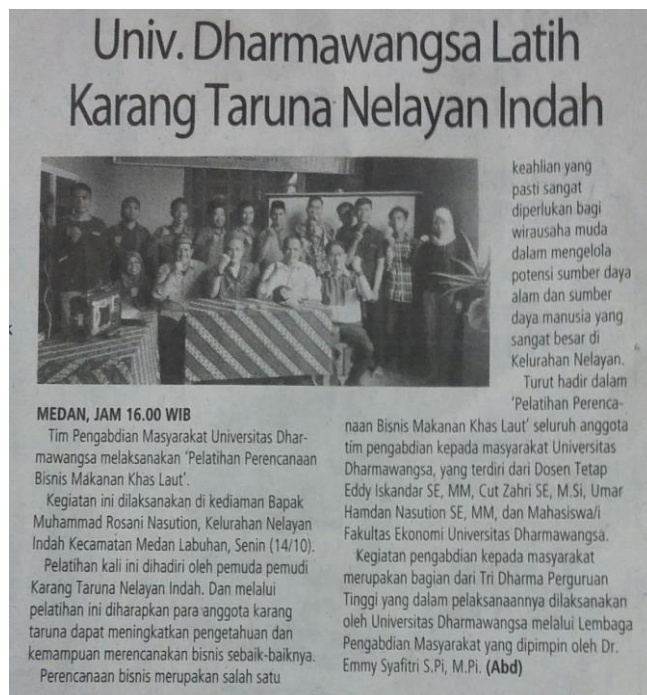 Univ. Dharmawangsa Latih
Karang Taruna Nelayan Indah
MEDAN, JAM 16.00 WIB
Tim Pengabdian Masyarakat Universitas Dhar-
mawangsa melaksanakan 'Pelatihan Perencanaan
Bisnis Makanan Khas Laut'.
Kegiatan ini dilaksanakan di kediaman Bapak
Muhammad Rosani Nasution, Kelurahan Nelayan
Indah Kecamatan Medan Labuhan, Senin (14/10).
Pelatihan kali ini dihadiri oleh pemuda pemudi
Karang Taruna Nelayan Indah. Dan melalui
pelatihan ini diharapkan para anggota karang
taruna dapat meningkatkan pengetahuan dan
kemampuan merencanakan bisnis sebaik-baiknya.
Perencanaan bisnis merupakan salah satu
keahlian yang
pasti sangat
diperlukan bagi
wirausaha muda
dalam mengelola
potensi sumber daya
alam dan sumber
daya manusia yang
sangat besar di
Kelurahan Nelayan.
Turut hadir dalam
'Pelatihan Perenca-
naan Bisnis Makanan Khas Laut' seluruh anggota
tim pengabdian kepada masyarakat Universitas
Dharmawangsa, yang terdiri dari Dosen Tetap
Eddy Iskandar SE, MM, Cut Zahri SE, M.Si, Umar
Hamdan Nasution SE, MM, dan Mahasiswa/i
Fakultas Ekonomi Universitas Dharmawangsa.
Kegiatan pengabdian kepada masyarakat
merupakan bagian dari Tri Dharma Perguruan
Tinggi yang dalam pelaksanaannya dilaksanakan
oleh Universitas Dharmawangsa melalui Lembaga
Pengabdian Masyarakat yang dipimpin oleh Dr.
Emmy Syafitri S.Pi, M.Pi. (Abd)